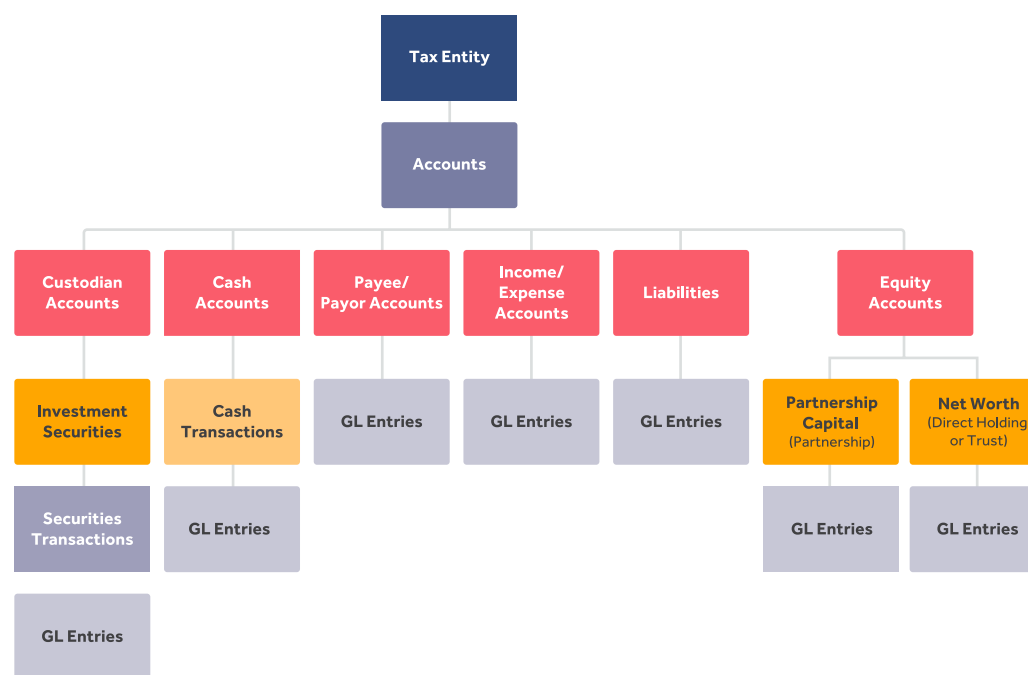 Tax Entity
Accounts
Custodian
Accounts
Cash
Accounts
Payee/
Payor Accounts
Income/
Expense
Accounts
Liabilities
Equity
Accounts
Investment
Securities
Cash
Transactions
GL Entries
GL Entries
GL Entries
Partnership
Capital
(Partnership)
Net Worth
(Direct Holding
or Trust)
Securities
Transactions
GL Entries
GL Entries
GL Entries
GL Entries